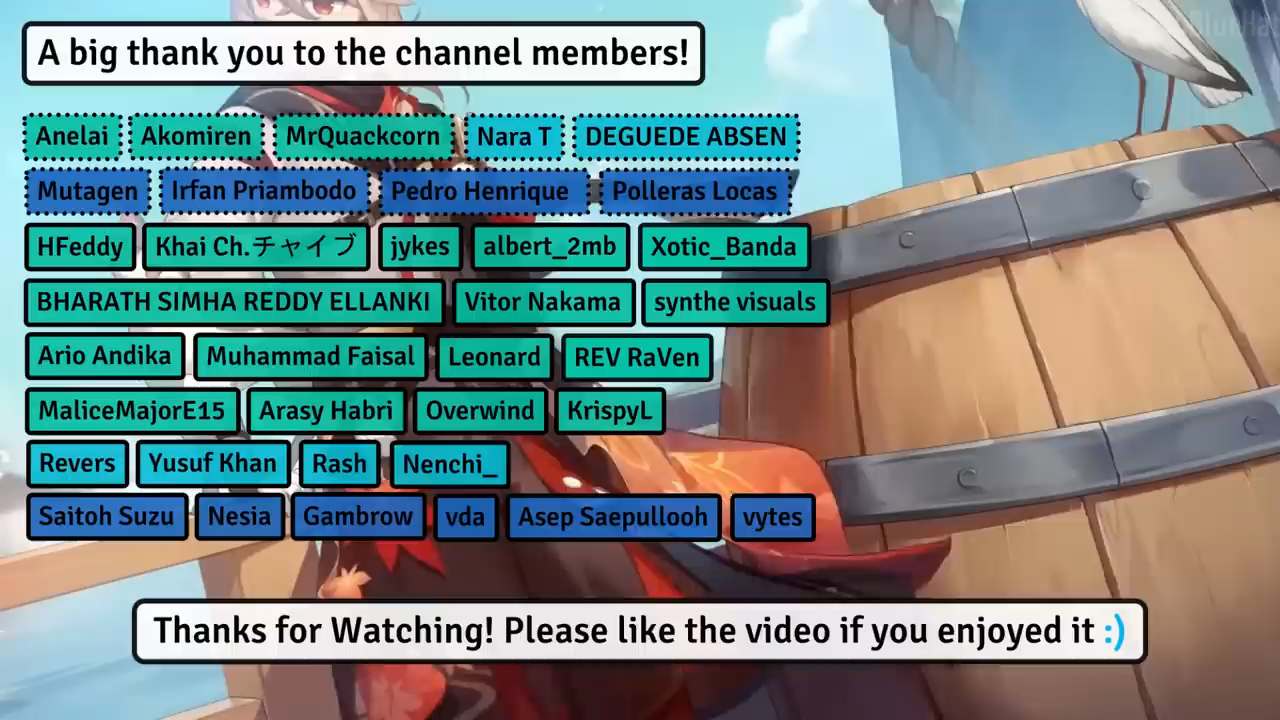 A big thank you to the channel members!
Anelai Akomiren MrQuackcorn Nara T DEGUEDE ABSEN
Mutagen Irfan Priambodo Pedro Henrique Polleras Locas
HFeddy Khai Ch.チャイブ jykes albert_2mb Xotic_Banda
BHARATH SIMHA REDDY ELLANKI Vitor Nakama synthe visuals
Ario Andika Muhammad Faisal Leonard REV RaVen
MaliceMajorE15 Arasy Habri Overwind KrispyL
Revers Yusuf Khan Rash Nenchi_
Saitoh Suzu Nesia Gambrow vda Asep Saepullooh vytes
Thanks for Watching! Please like the video if you enjoyed it :)